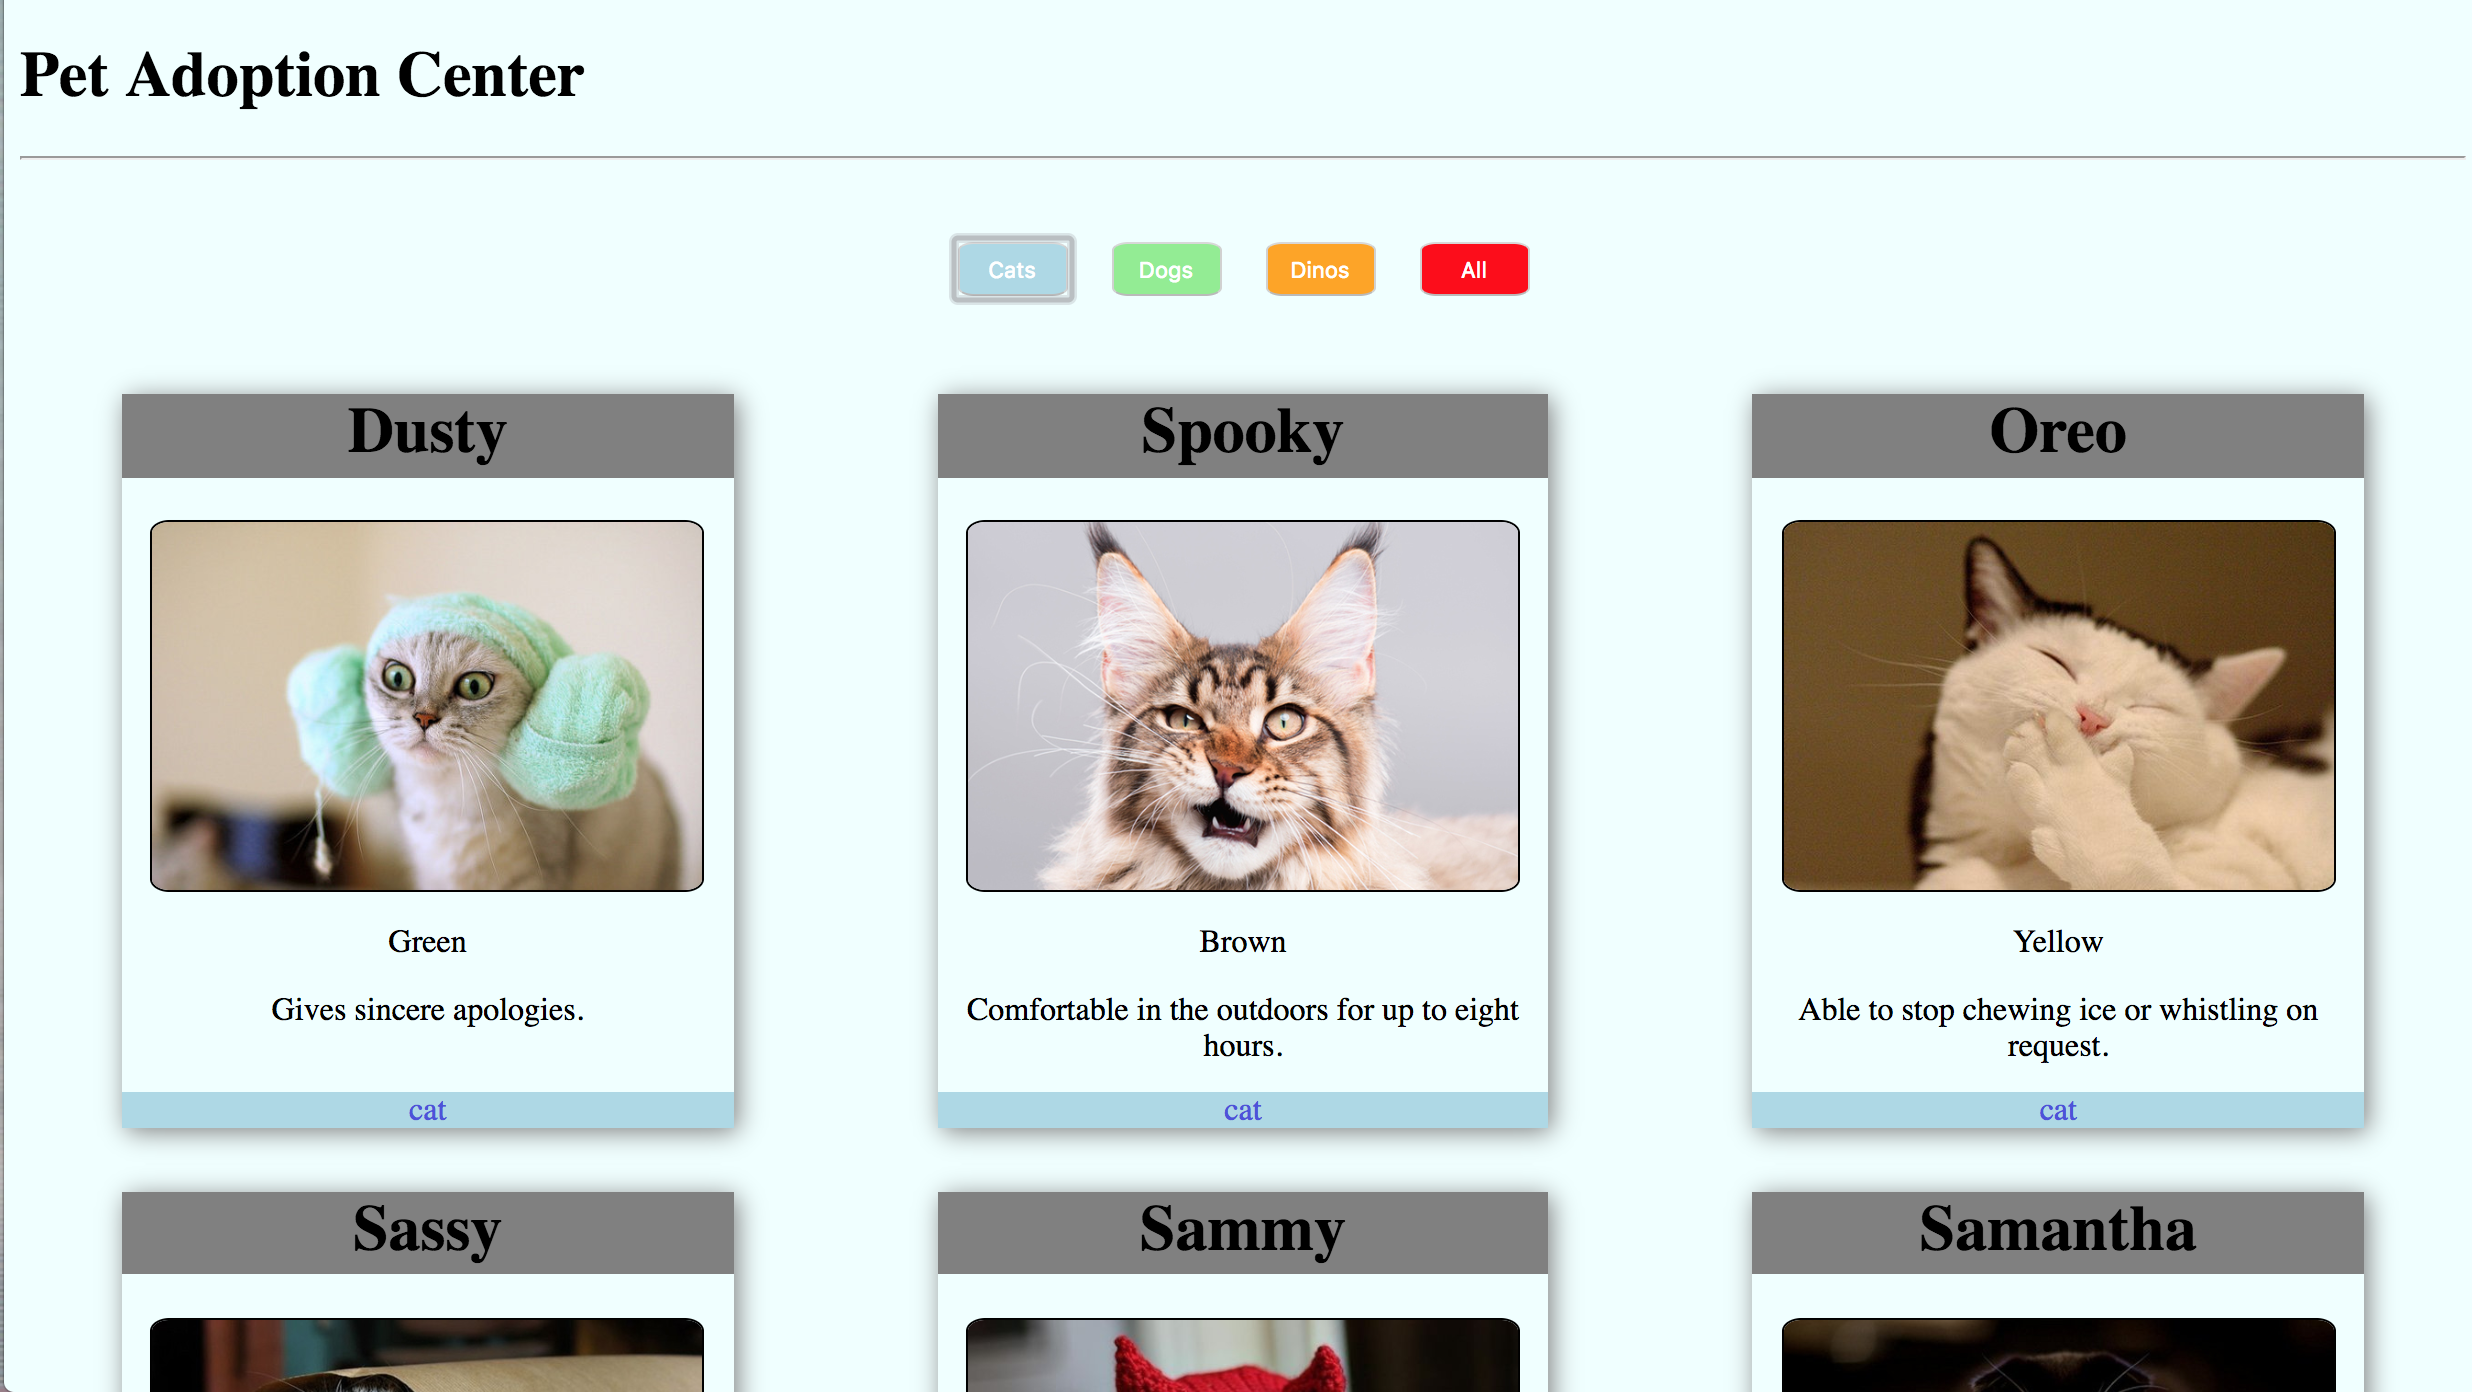 Pet Adoption Center
Cats
Dogs
Dinos
All
Dusty
Green
Gives sincere apologies.
cat
Spooky
Brown
Comfortable in the outdoors for up to eight
hours.
cat
Oreo
Yellow
Able to stop chewing ice or whistling on
request.
cat
Sassy
Sammy
Samantha